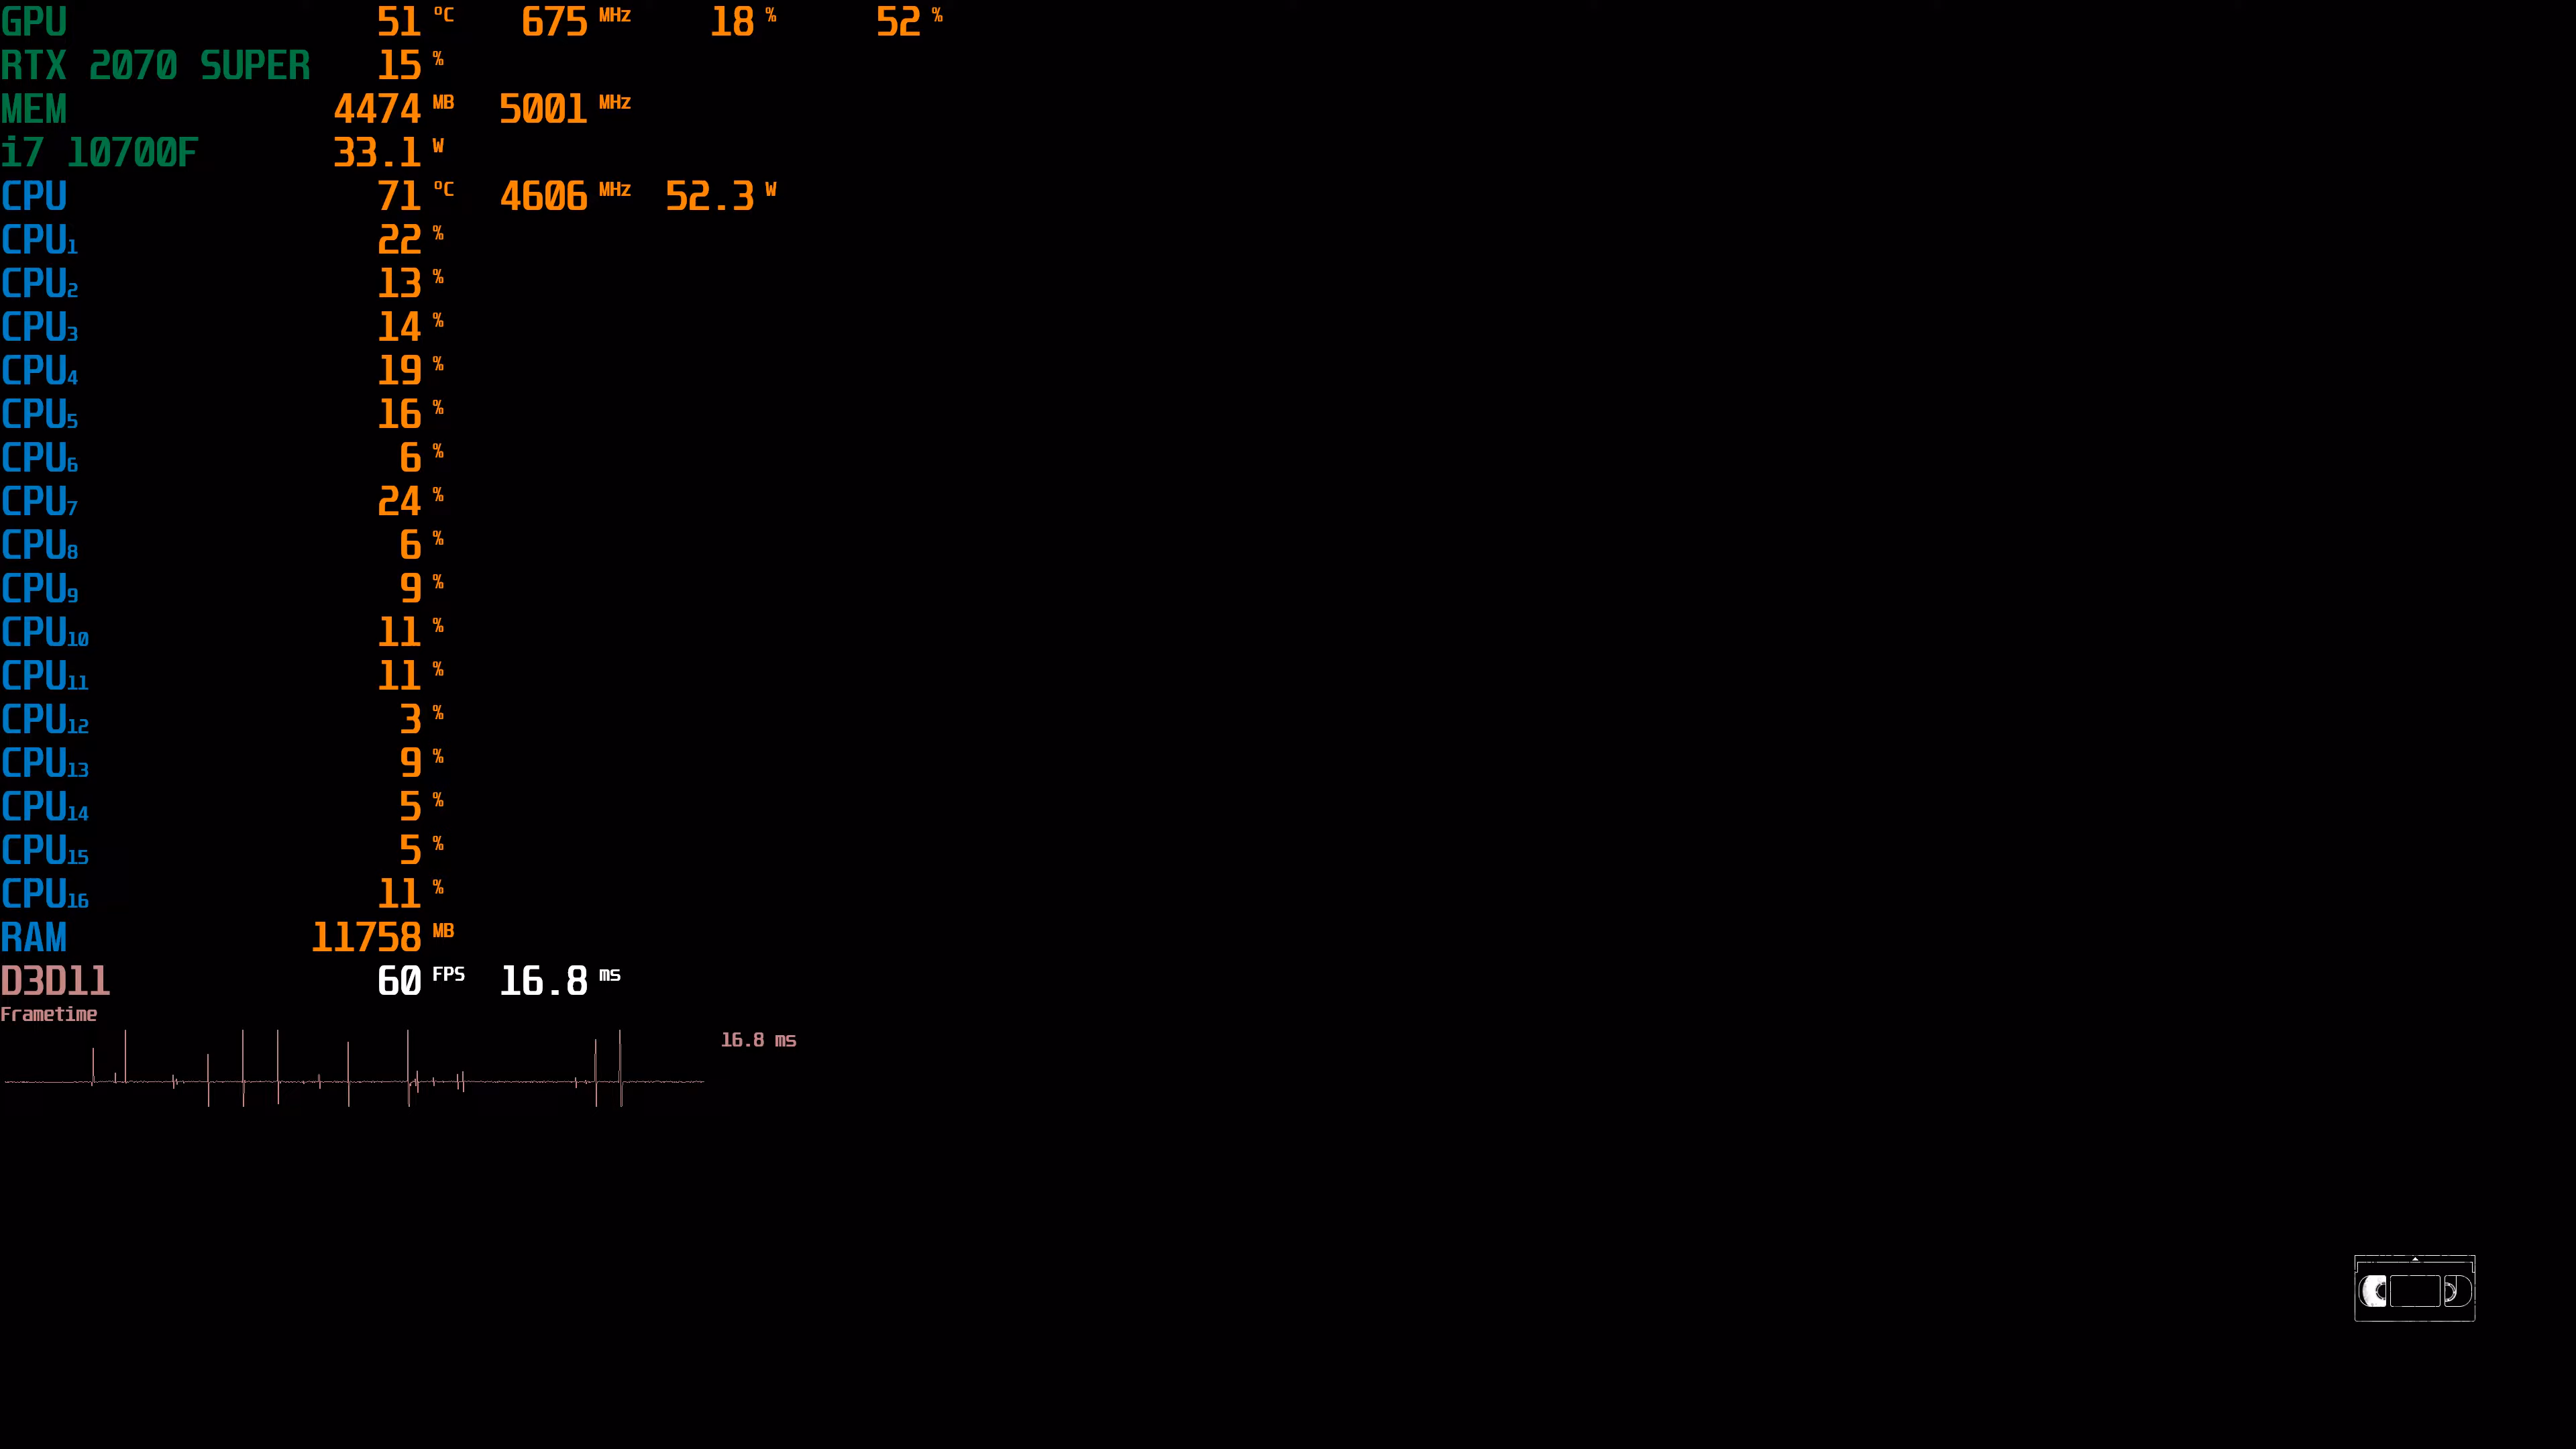 GPU 51 °C 675 MHz 18 % 52 %
RTX 2070 SUPER 15 %
MEM 4474 MB 5001 MHz
i7 10700F 33.1 W
CPU 71 °C 4606 MHz 52.3 W
CPU1 22 %
CPU2 13 %
CPU3 14 %
CPU4 19 %
CPU5 16 %
CPU6 6 %
CPU7 24 %
CPU8 6 %
CPU9 9 %
CPU10 11 %
CPU11 11 %
CPU12 3 %
CPU13 9 %
CPU14 5 %
CPU15 5 %
CPU16 11 %
RAM 11758 MB
D3D11 60 FPS 16.8 ms
Frametime
16.8 ms